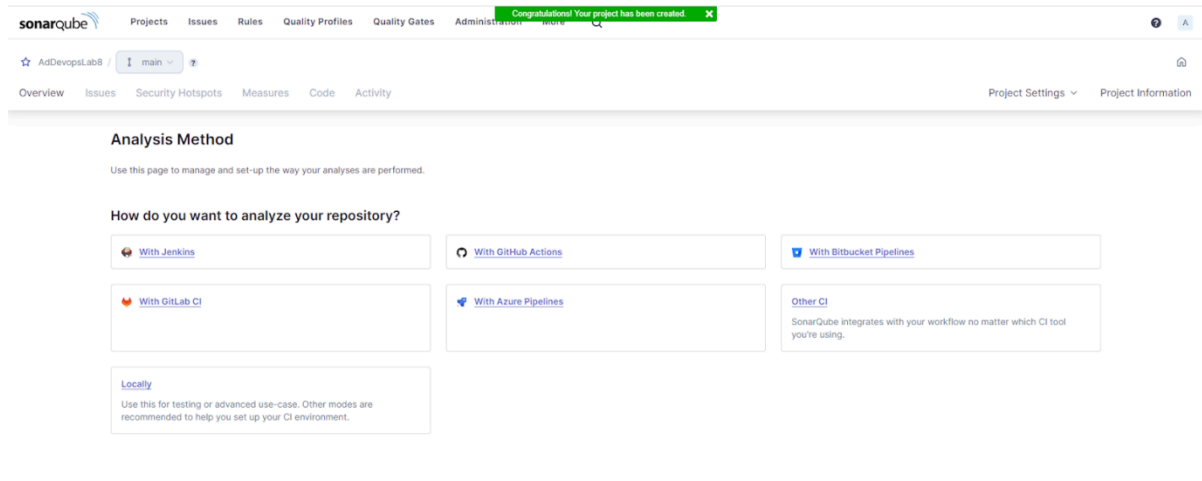 Congratulations! Your project has been created.
sonarqube Projects Issues Rules Quality Profiles Quality Gates Administration More A
AdDevopsLab8 / main ?
Overview Issues Security Hotspots Measures Code Activity Project Settings Project Information
Analysis Method
Use this page to manage and set-up the way your analyses are performed.
How do you want to analyze your repository?
With Jenkins With GitHub Actions With Bitbucket Pipelines
With GitLab CI With Azure Pipelines Other CI
SonarQube integrates with your workflow no matter which CI tool
you're using.
Locally
Use this for testing or advanced use-case. Other modes are
recommended to help you set up your CI environment.